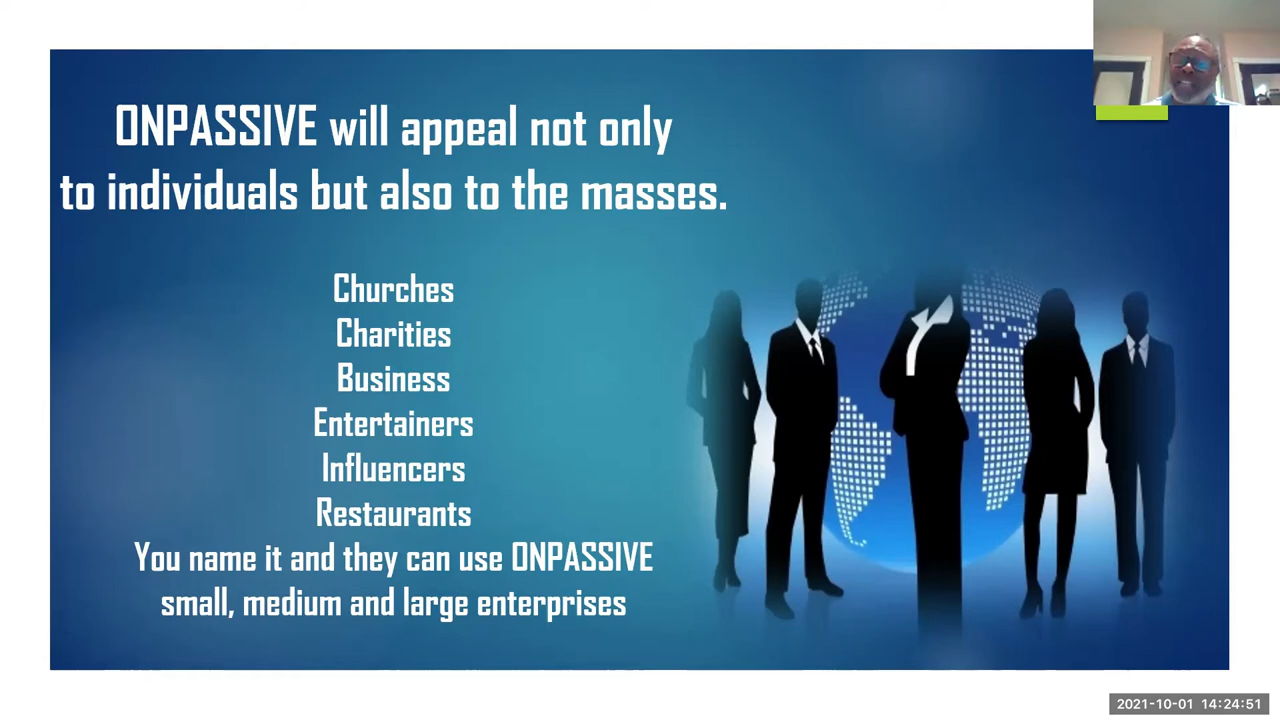 ONPASSIVE will appeal not only
to individuals but also to the masses.
Churches
Charities
Business
Entertainers
Influencers
Restaurants
You name it and they can use ONPASSIVE
small, medium and large enterprises
2021-10-01 14:24:51